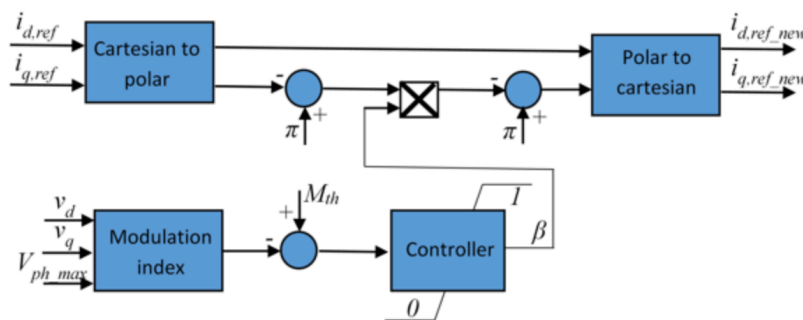 i_d,ref
i_q,ref
Cartesian to
polar
-
+
π
-
+
π
Polar to
cartesian
i_d,ref_new
i_q,ref_new
v_d
v_q
V_ph_max
Modulation
index
+
M_th
-
Controller
1
0
β